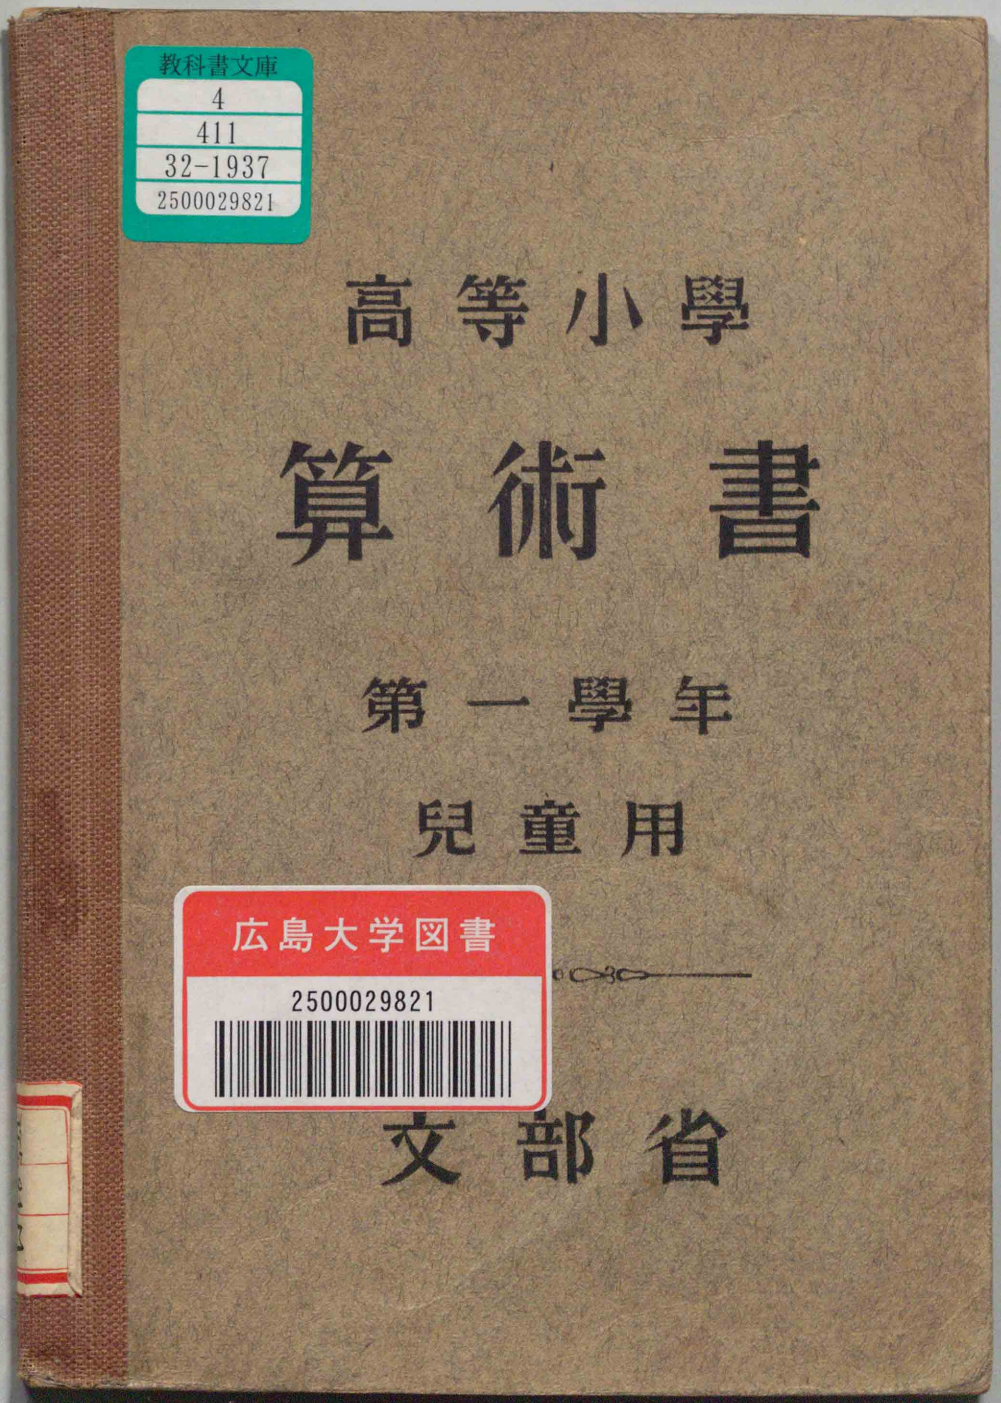 教科書文庫
4
411
32-1937
2500029821
高等小學
算術書
第一學年
兒童用
広島大学図書
2500029821
文部省